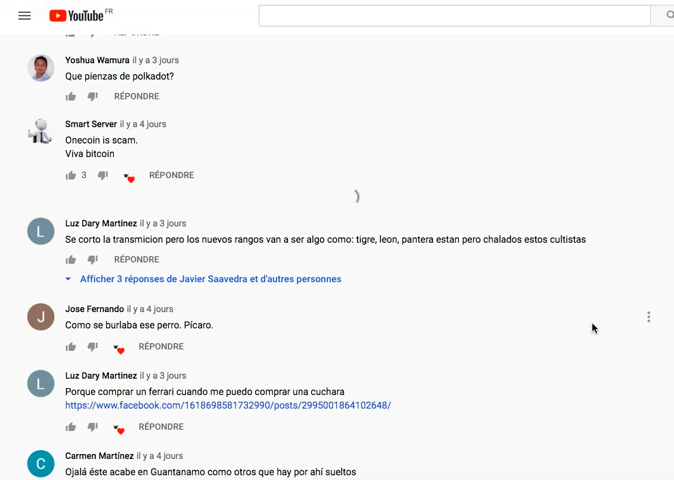 YouTube FR
RÉPONDRE
Yoshua Wamura il y a 3 jours
Que pienzas de polkadot?
RÉPONDRE
Smart Server il y a 4 jours
Onecoin is scam.
Viva bitcoin
3 RÉPONDRE
L Luz Dary Martinez il y a 3 jours
Se corto la transmicion pero los nuevos rangos van a ser algo como: tigre, leon, pantera estan pero chalados estos cultistas
RÉPONDRE
Afficher 3 réponses de Javier Saavedra et d'autres personnes
J Jose Fernando il y a 4 jours
Como se burlaba ese perro. Pícaro.
RÉPONDRE
L Luz Dary Martinez il y a 3 jours
Porque comprar un ferrari cuando me puedo comprar una cuchara
https://www.facebook.com/1618698581732990/posts/2995001864102648/
RÉPONDRE
C Carmen Martínez il y a 4 jours
Ojalá éste acabe en Guantanamo como otros que hay por ahí sueltos